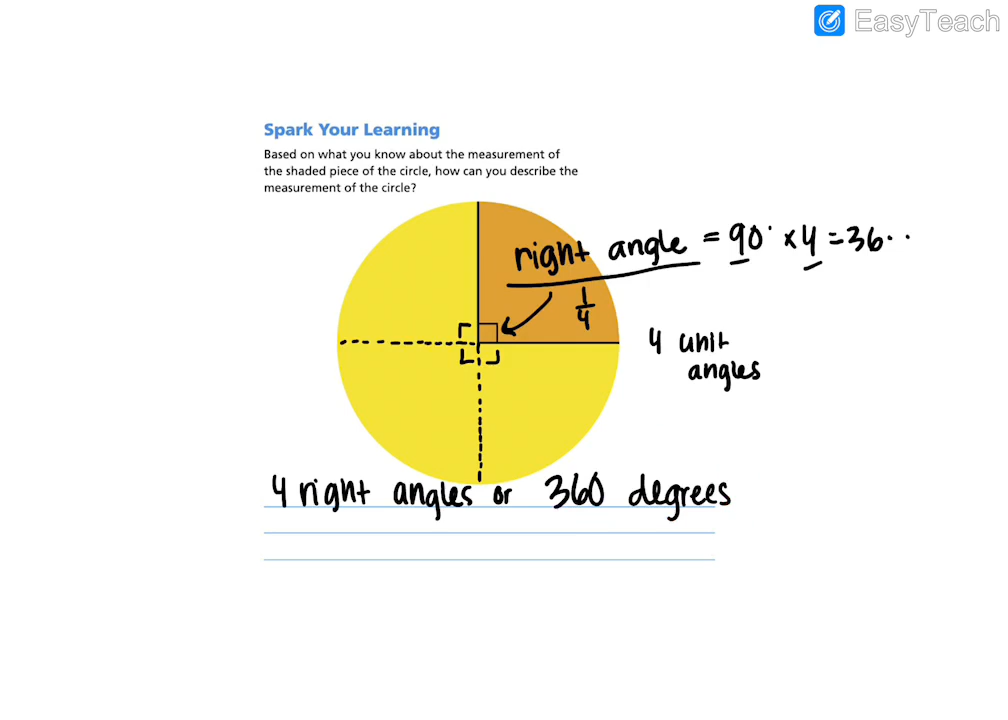 EasyTeach
Spark Your Learning
Based on what you know about the measurement of
the shaded piece of the circle, how can you describe the
measurement of the circle?
right angle = 90° × 4 = 36··
1/4
4 unit
angles
4 right angles or 360 degrees